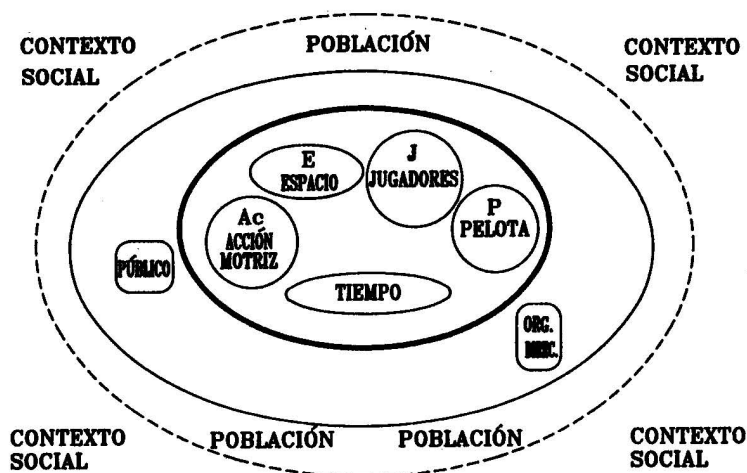 CONTEXTO
SOCIAL
POBLACIÓN
CONTEXTO
SOCIAL
E
ESPACIO
J
JUGADORES
Ac
ACCIÓN
MOTRIZ
P
PELOTA
PÚBLICO
TIEMPO
ORG.
DIREC.
CONTEXTO
SOCIAL
POBLACIÓN
POBLACIÓN
CONTEXTO
SOCIAL